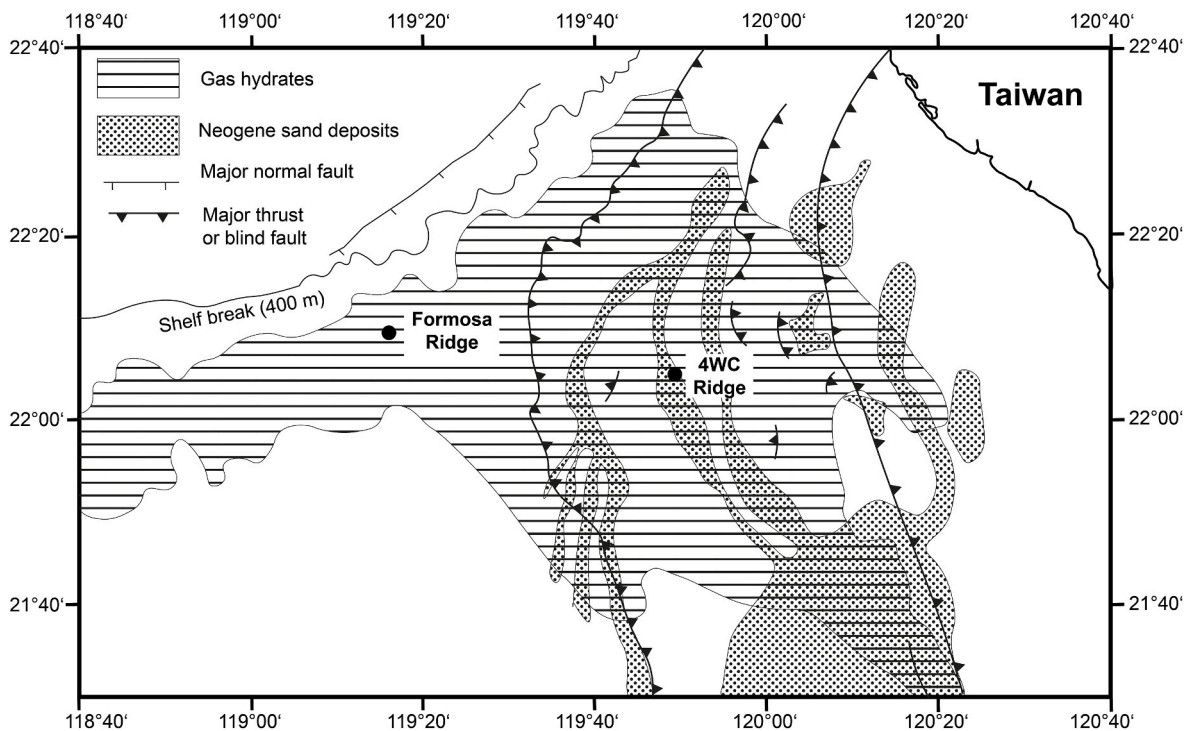 118°40‘ 119°00‘ 119°20‘ 119°40‘ 120°00‘ 120°20‘ 120°40‘
22°40‘ 22°40‘
Gas hydrates
Taiwan
Neogene sand deposits
Major normal fault
Major thrust
or blind fault
22°20‘ 22°20‘
Shelf break (400 m)
Formosa
Ridge
4WC
Ridge
22°00‘ 22°00‘
21°40‘ 21°40‘
118°40‘ 119°00‘ 119°20‘ 119°40‘ 120°00‘ 120°20‘ 120°40‘